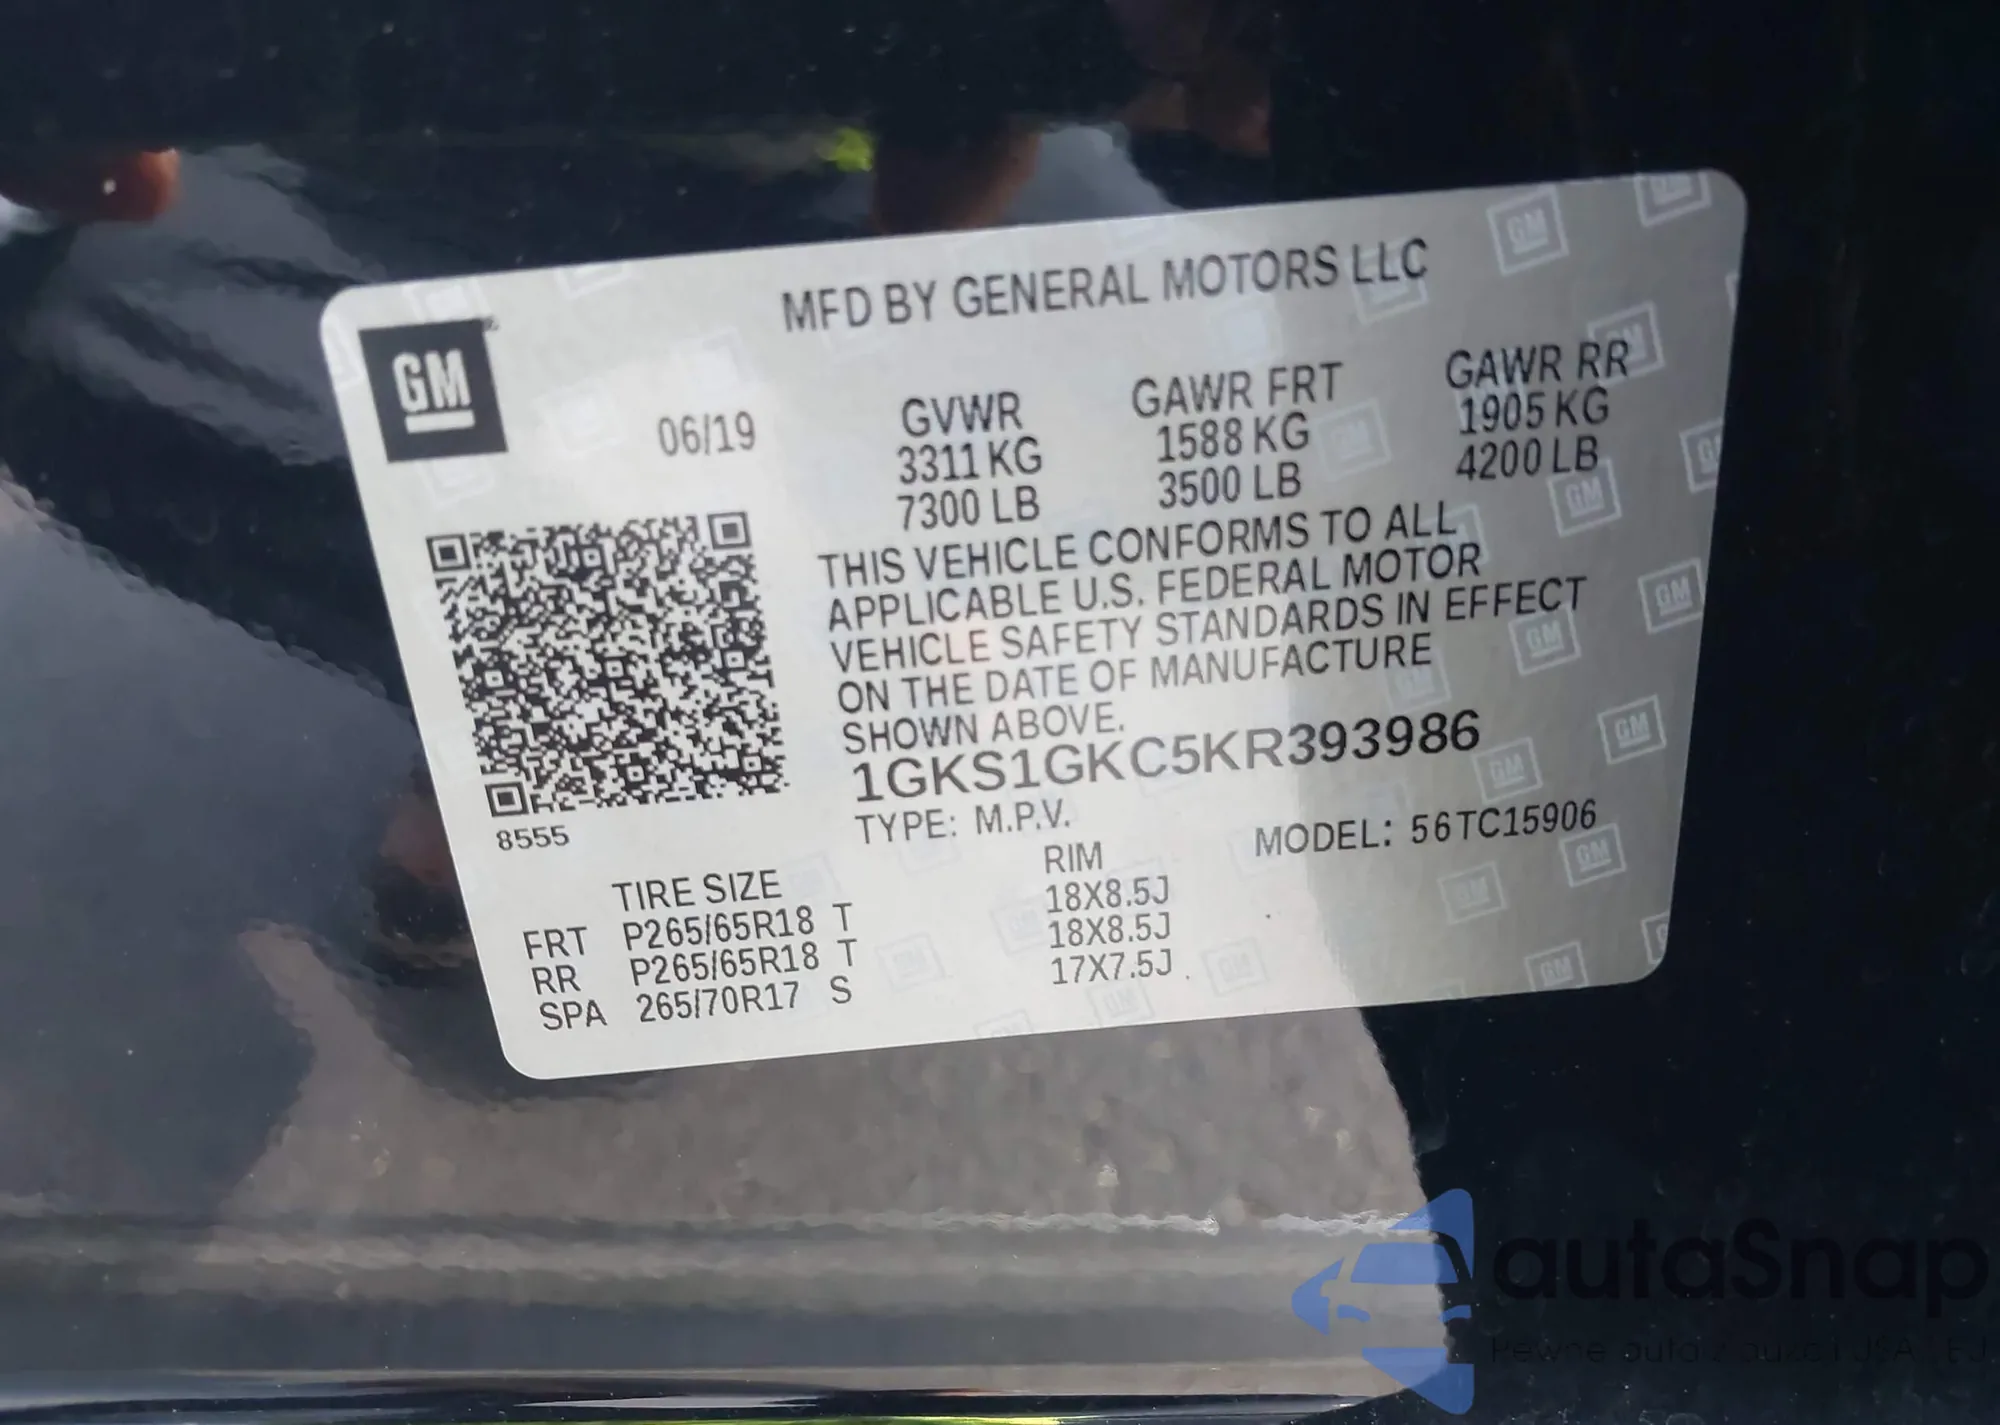 MFD BY GENERAL MOTORS LLC
GM
06/19
GVWR
3311 KG
7300 LB
GAWR FRT
1588 KG
3500 LB
GAWR RR
1905 KG
4200 LB
THIS VEHICLE CONFORMS TO ALL
APPLICABLE U.S. FEDERAL MOTOR
VEHICLE SAFETY STANDARDS IN EFFECT
ON THE DATE OF MANUFACTURE
SHOWN ABOVE.
1GKS1GKC5KR393986
8555
TYPE: M.P.V.
MODEL: 56TC15906
TIRE SIZE RIM
FRT P265/65R18 T 18X8.5J
RR P265/65R18 T 18X8.5J
SPA 265/70R17 S 17X7.5J
autaSnap
Pewne auta z